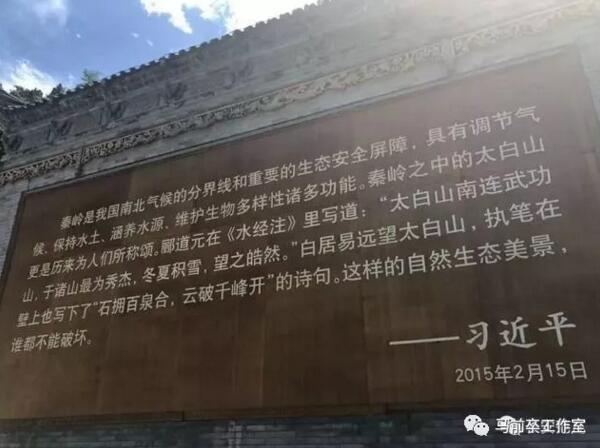 秦岭是我国南北气候的分界线和重要的生态安全屏障，具有调节气
候、保持水土、涵养水源、维护生物多样性诸多功能。秦岭之中的太白山
更是历来为人们所称颂。郦道元在《水经注》里写道：“太白山南连武功
山，于诸山最为秀杰，冬夏积雪，望之皓然。”白居易远望太白山，执笔在
壁上也写下了“石拥百泉合，云破千峰开”的诗句。这样的自然生态美景，
谁都不能破坏。
——习近平
2015年2月15日
马前卒工作室